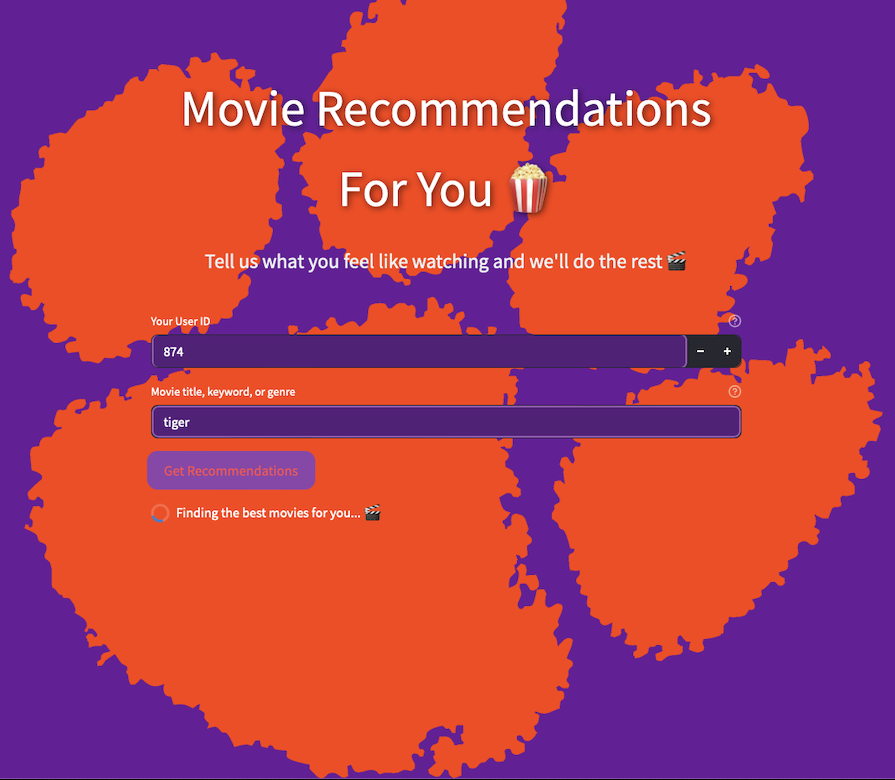 Movie Recommendations
For You 🍿
Tell us what you feel like watching and we'll do the rest 🎬
Your User ID
874
Movie title, keyword, or genre
tiger
Get Recommendations
Finding the best movies for you... 🎬